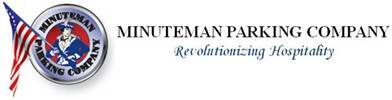 MINUTEMAN
PARKING COMPANY
MINUTEMAN PARKING COMPANY
Revolutionizing Hospitality